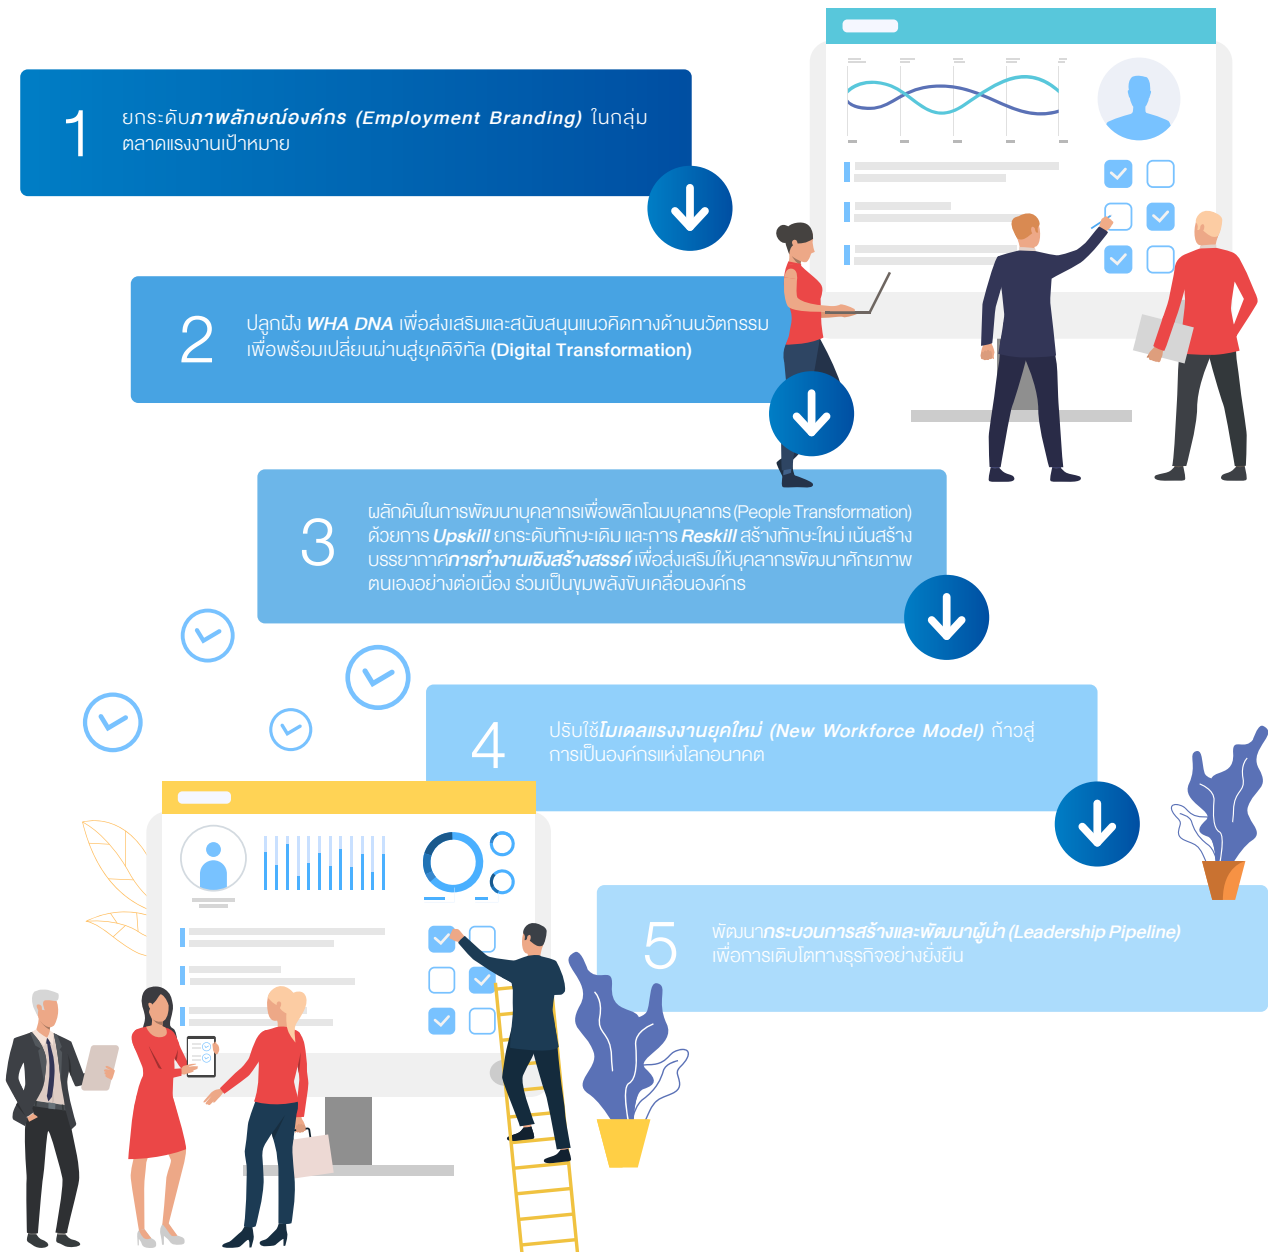 1
ยกระดับภาพลักษณ์องค์กร (Employment Branding) ในกลุ่ม
ตลาดแรงงานเป้าหมาย
2
ปลูกฝัง WHA DNA เพื่อส่งเสริมและสนับสนุนแนวคิดทางด้านนวัตกรรม
เพื่อพร้อมเปลี่ยนผ่านสู่ยุคดิจิทัล (Digital Transformation)
3
ผลักดันในการพัฒนาบุคลากรเพื่อพลิกโฉมบุคลากร (People Transformation)
ด้วยการ Upskill ยกระดับทักษะเดิม และการ Reskill สร้างทักษะใหม่ เน้นสร้าง
บรรยากาศการทำงานเชิงสร้างสรรค์ เพื่อส่งเสริมให้บุคลากรพัฒนาศักยภาพ
ตนเองอย่างต่อเนื่อง ร่วมเป็นขุมพลังขับเคลื่อนองค์กร
4
ปรับใช้โมเดลแรงงานยุคใหม่ (New Workforce Model) ก้าวสู่
การเป็นองค์กรแห่งโลกอนาคต
5
พัฒนากระบวนการสร้างและพัฒนาผู้นำ (Leadership Pipeline)
เพื่อการเติบโตทางธุรกิจอย่างยั่งยืน